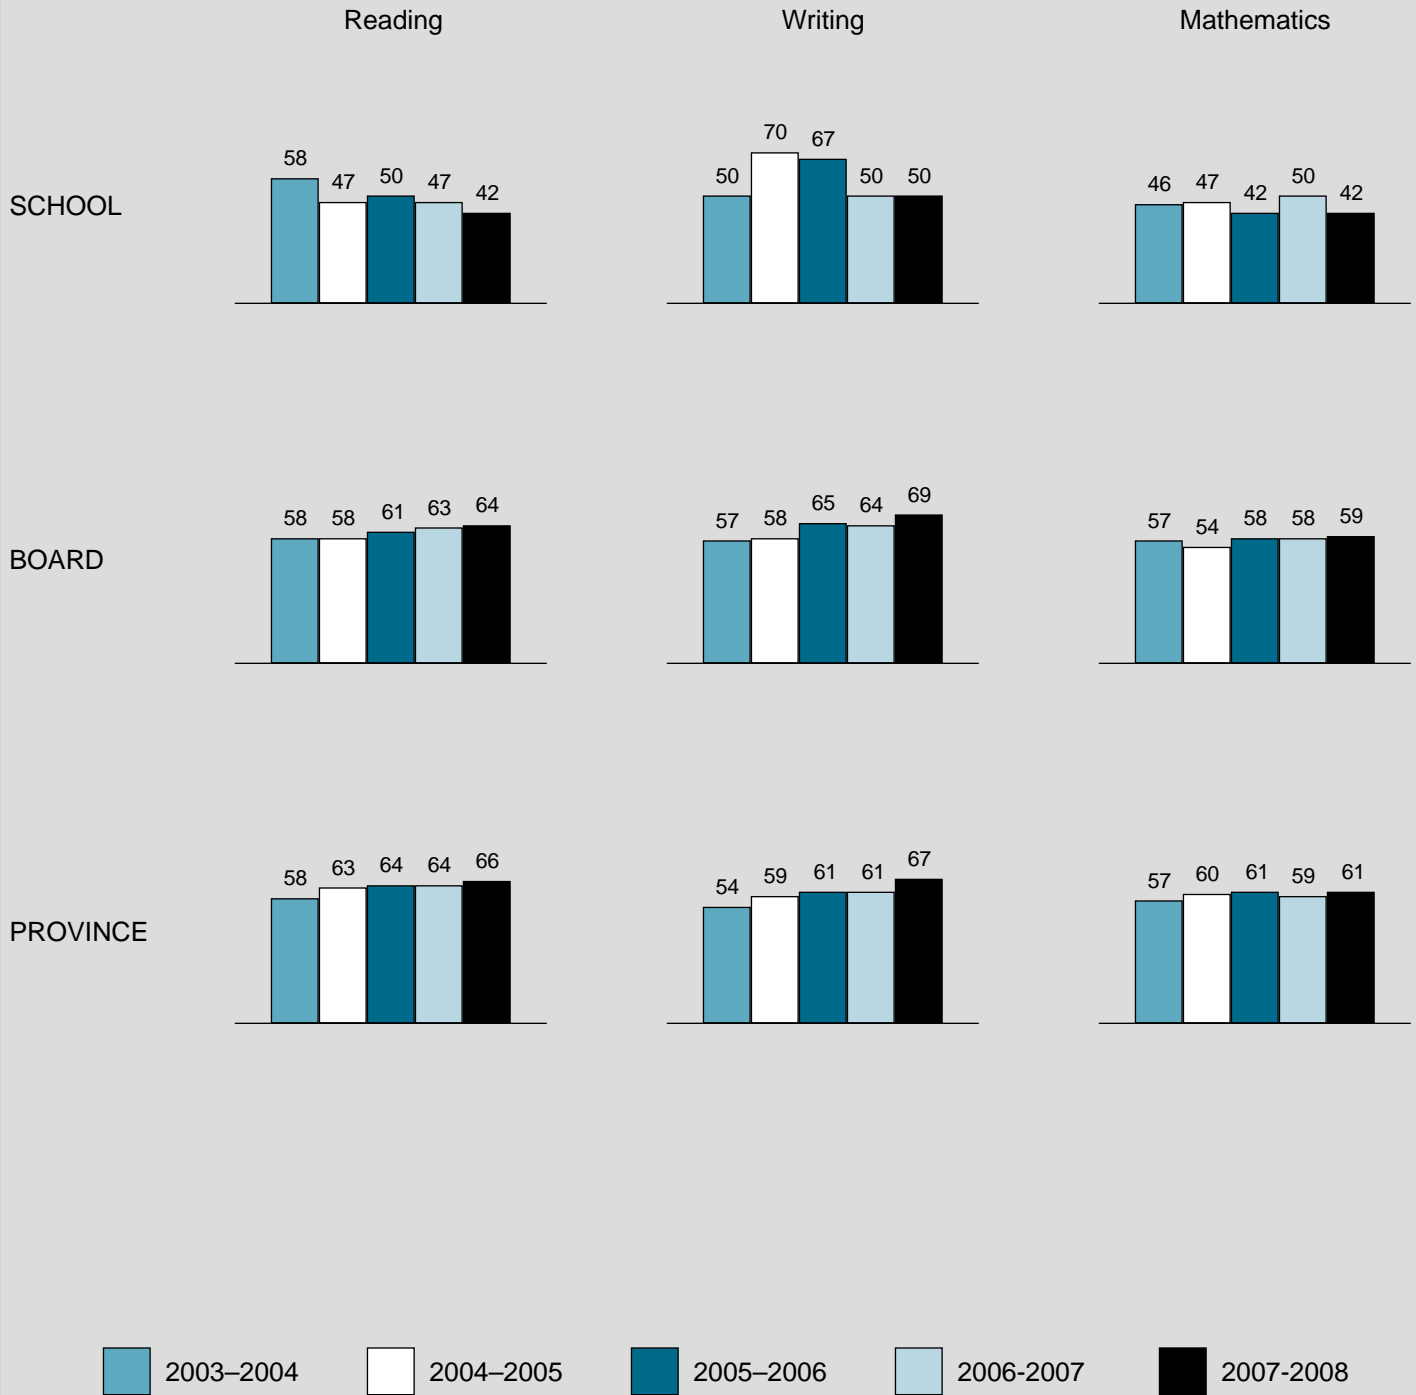 Reading Writing Mathematics
SCHOOL
58 47 50 47 42
50 70 67 50 50
46 47 42 50 42
BOARD
58 58 61 63 64
57 58 65 64 69
57 54 58 58 59
PROVINCE
58 63 64 64 66
54 59 61 61 67
57 60 61 59 61
2003–2004 2004–2005 2005–2006 2006-2007 2007-2008